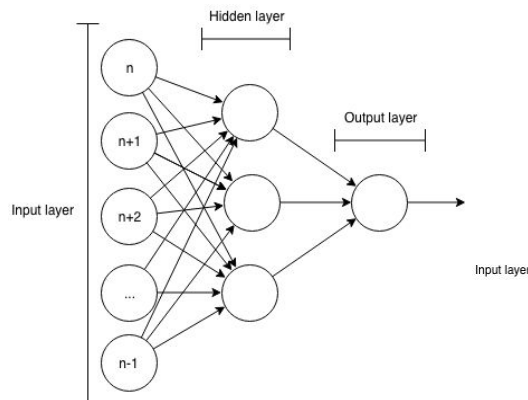 Hidden layer
n
Output layer
n+1
Input layer
n+2
Input layer
...
n-1